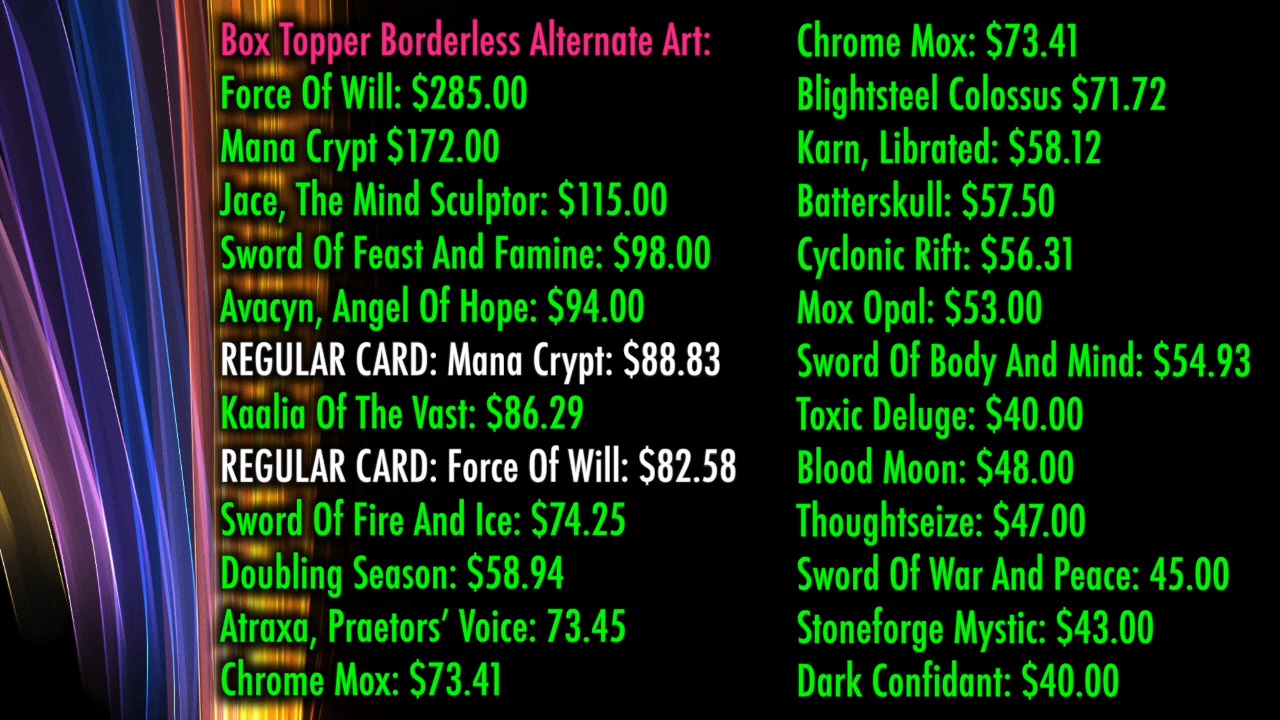 Box Topper Borderless Alternate Art:
Force Of Will: $285.00
Mana Crypt $172.00
Jace, The Mind Sculptor: $115.00
Sword Of Feast And Famine: $98.00
Avacyn, Angel Of Hope: $94.00
REGULAR CARD: Mana Crypt: $88.83
Kaalia Of The Vast: $86.29
REGULAR CARD: Force Of Will: $82.58
Sword Of Fire And Ice: $74.25
Doubling Season: $58.94
Atraxa, Praetors’ Voice: 73.45
Chrome Mox: $73.41
Chrome Mox: $73.41
Blightsteel Colossus $71.72
Karn, Librated: $58.12
Batterskull: $57.50
Cyclonic Rift: $56.31
Mox Opal: $53.00
Sword Of Body And Mind: $54.93
Toxic Deluge: $40.00
Blood Moon: $48.00
Thoughtseize: $47.00
Sword Of War And Peace: 45.00
Stoneforge Mystic: $43.00
Dark Confidant: $40.00